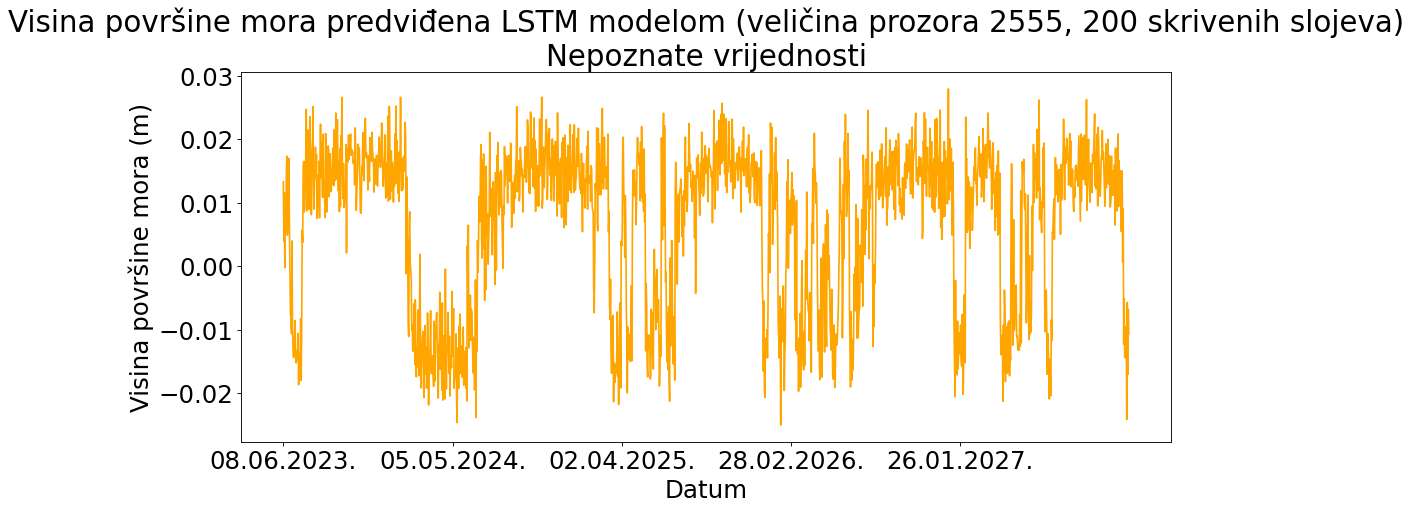 Visina površine mora predviđena LSTM modelom (veličina prozora 2555, 200 skrivenih slojeva)
Nepoznate vrijednosti
Visina površine mora (m)
0.03
0.02
0.01
0.00
−0.01
−0.02
08.06.2023.
05.05.2024.
02.04.2025.
28.02.2026.
26.01.2027.
Datum